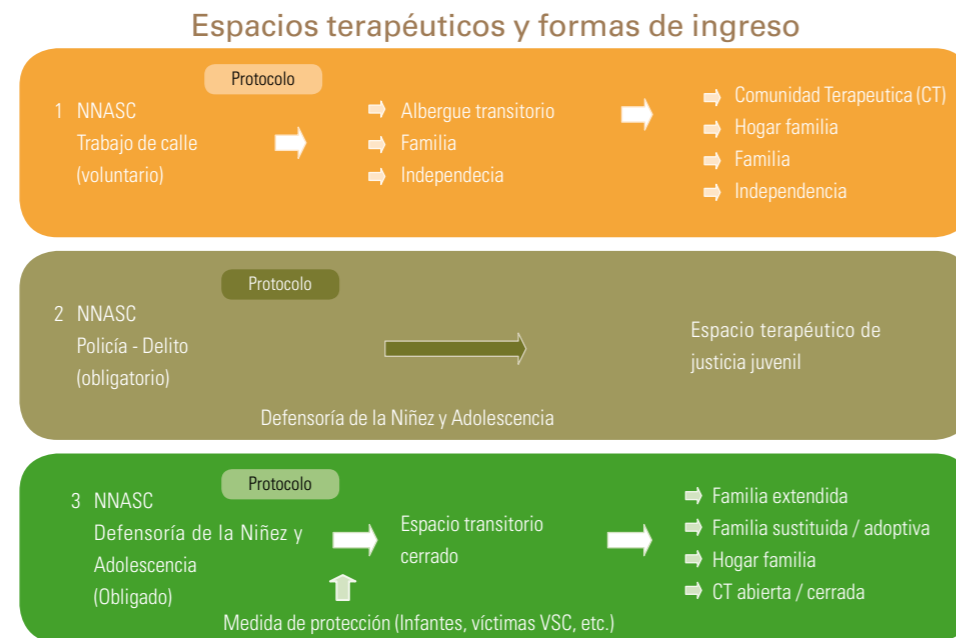 Espacios terapéuticos y formas de ingreso
Protocolo
1 NNASC
Trabajo de calle
(voluntario)
Albergue transitorio
Familia
Independecia
Comunidad Terapeutica (CT)
Hogar familia
Familia
Independencia
Protocolo
2 NNASC
Policía - Delito
(obligatorio)
Espacio terapéutico de
justicia juvenil
Defensoría de la Niñez y Adolescencia
Protocolo
3 NNASC
Defensoría de la Niñez y
Adolescencia
(Obligado)
Espacio transitorio
cerrado
Familia extendida
Familia sustituida / adoptiva
Hogar familia
CT abierta / cerrada
Medida de protección (Infantes, víctimas VSC, etc.)